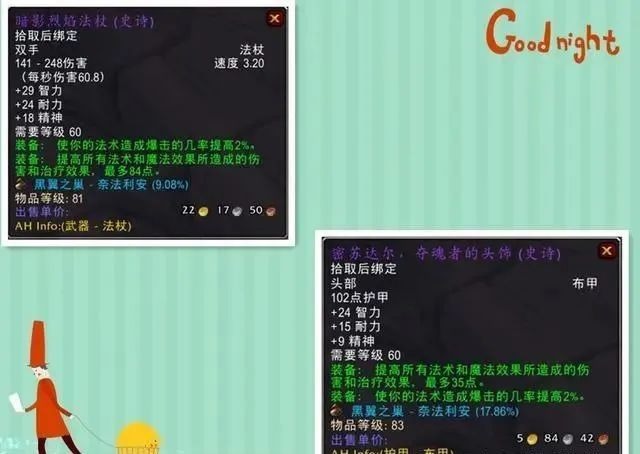 Good night
暗影烈焰法杖 (史诗)
拾取后绑定
双手 法杖
141 - 248伤害 速度 3.20
（每秒伤害60.8）
+29 智力
+24 耐力
+18 精神
需要等级 60
装备： 使你的法术造成爆击的几率提高2%。
装备： 提高所有法术和魔法效果所造成的伤
害和治疗效果，最多84点。
黑翼之巢 - 奈法利安 (9.08%)
物品等级: 81
出售单价: 22 17 50
AH Info:(武器 - 法杖)
密苏达尔，夺魂者的头饰 (史诗)
拾取后绑定
头部 布甲
102点护甲
+24 智力
+15 耐力
+9 精神
需要等级 60
装备： 提高所有法术和魔法效果所造成的伤
害和治疗效果，最多35点。
装备： 使你的法术造成爆击的几率提高2%。
黑翼之巢 - 奈法利安 (17.86%)
物品等级: 83
出售单价: 5 84 42
AH Info:(护甲 - 布甲)